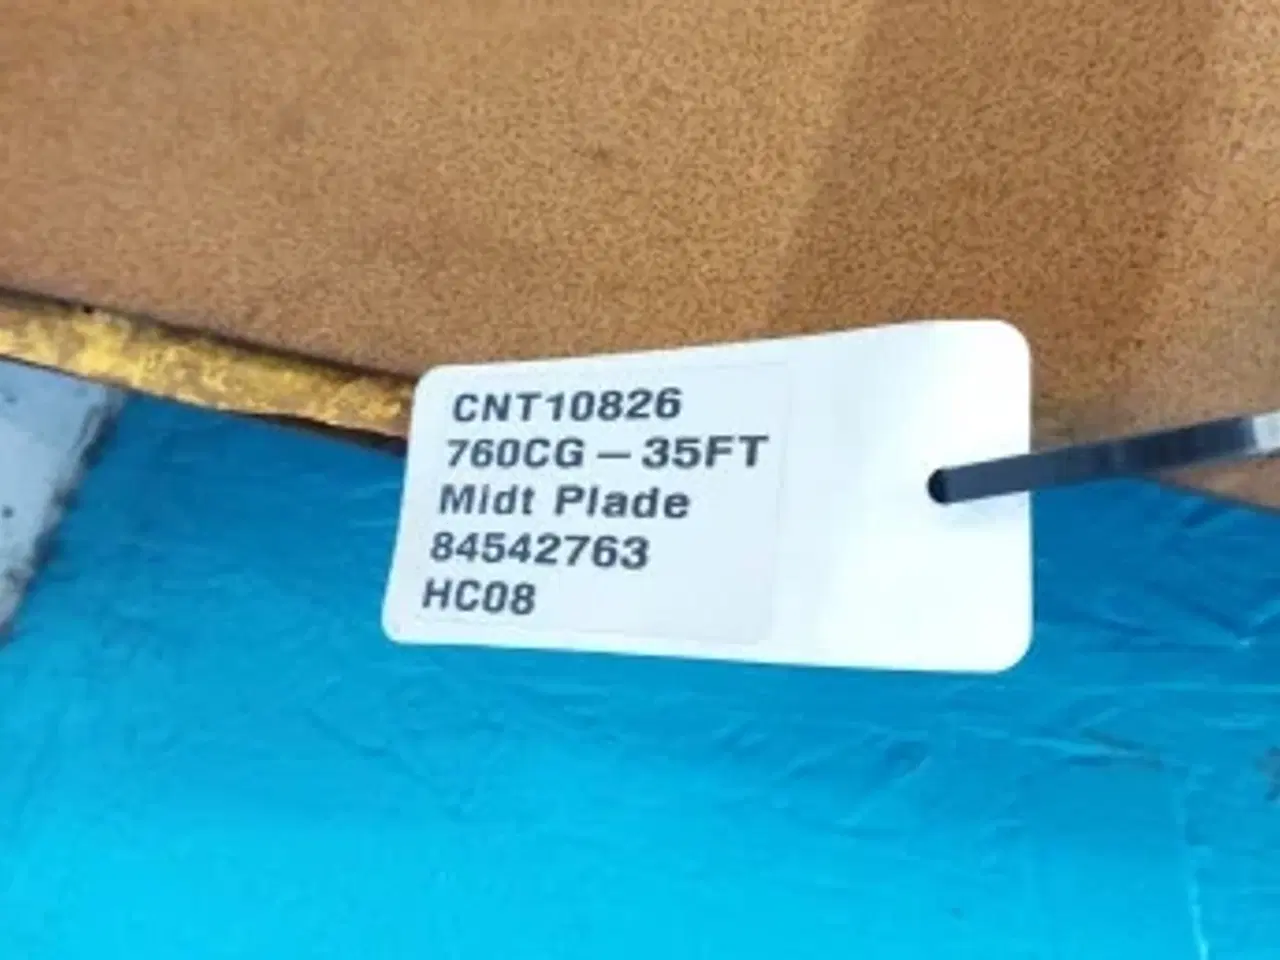 CNT10826
760CG – 35FT
Midt Plade
84542763
HC08